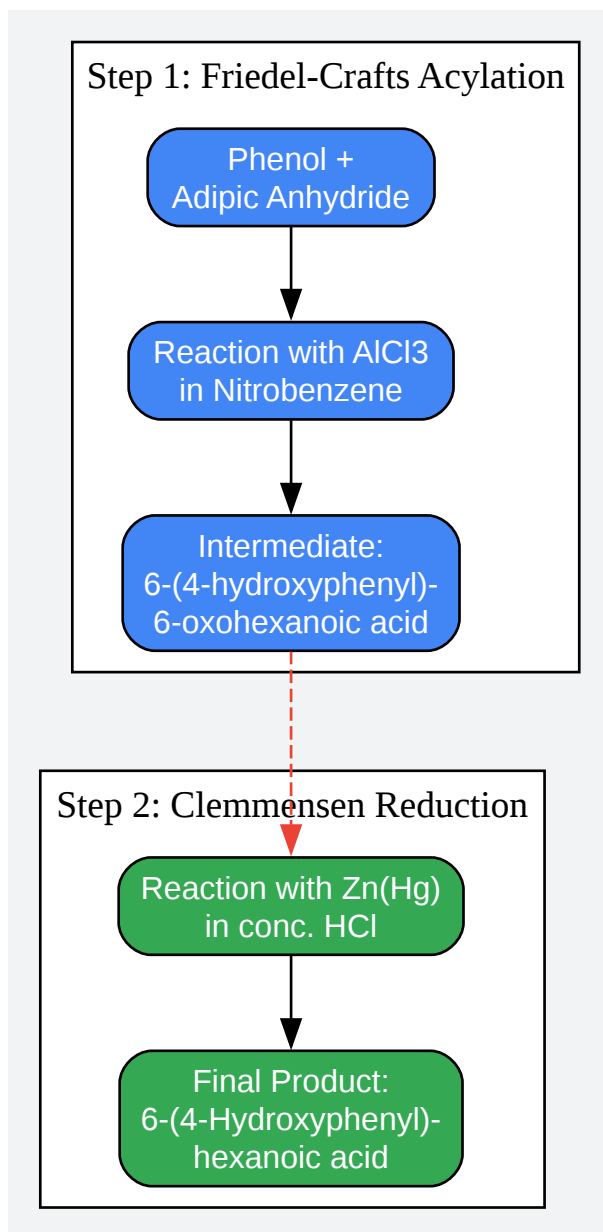 Step 1: Friedel-Crafts Acylation
Phenol +
Adipic Anhydride
Reaction with AlCl3
in Nitrobenzene
Intermediate:
6-(4-hydroxyphenyl)-
6-oxohexanoic acid
Step 2: Clemmensen Reduction
Reaction with Zn(Hg)
in conc. HCl
Final Product:
6-(4-Hydroxyphenyl)-
hexanoic acid